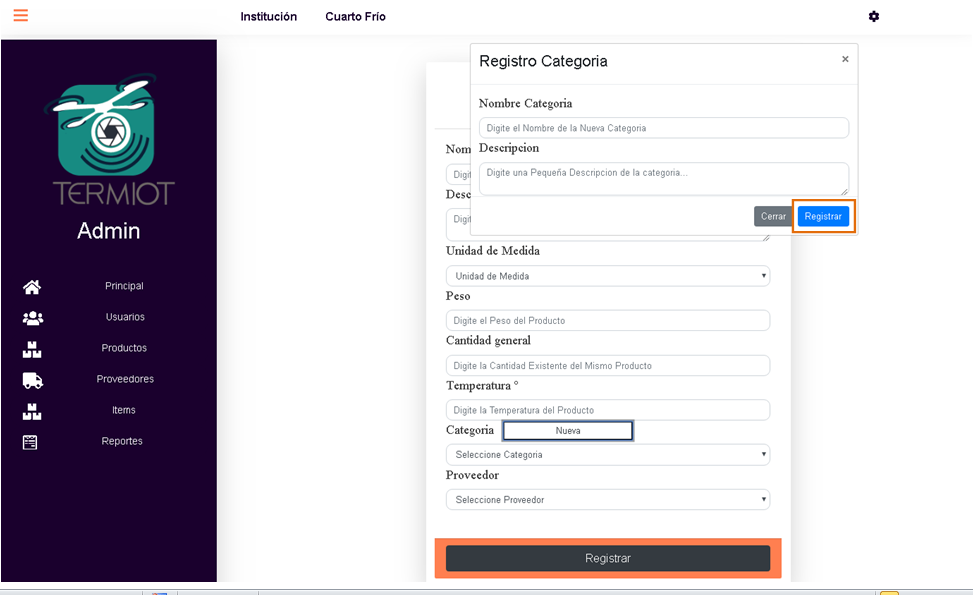 Institución Cuarto Frío
TERMIOT
Admin
Principal
Usuarios
Productos
Proveedores
Items
Reportes
Registro Categoria ×
Nombre Categoria
Digite el Nombre de la Nueva Categoria
Descripcion
Digite una Pequeña Descripcion de la categoria...
Cerrar Registrar
Nom
Digit
Desc
Digit
Unidad de Medida
Unidad de Medida
Peso
Digite el Peso del Producto
Cantidad general
Digite la Cantidad Existente del Mismo Producto
Temperatura °
Digite la Temperatura del Producto
Categoria Nueva
Seleccione Categoria
Proveedor
Seleccione Proveedor
Registrar